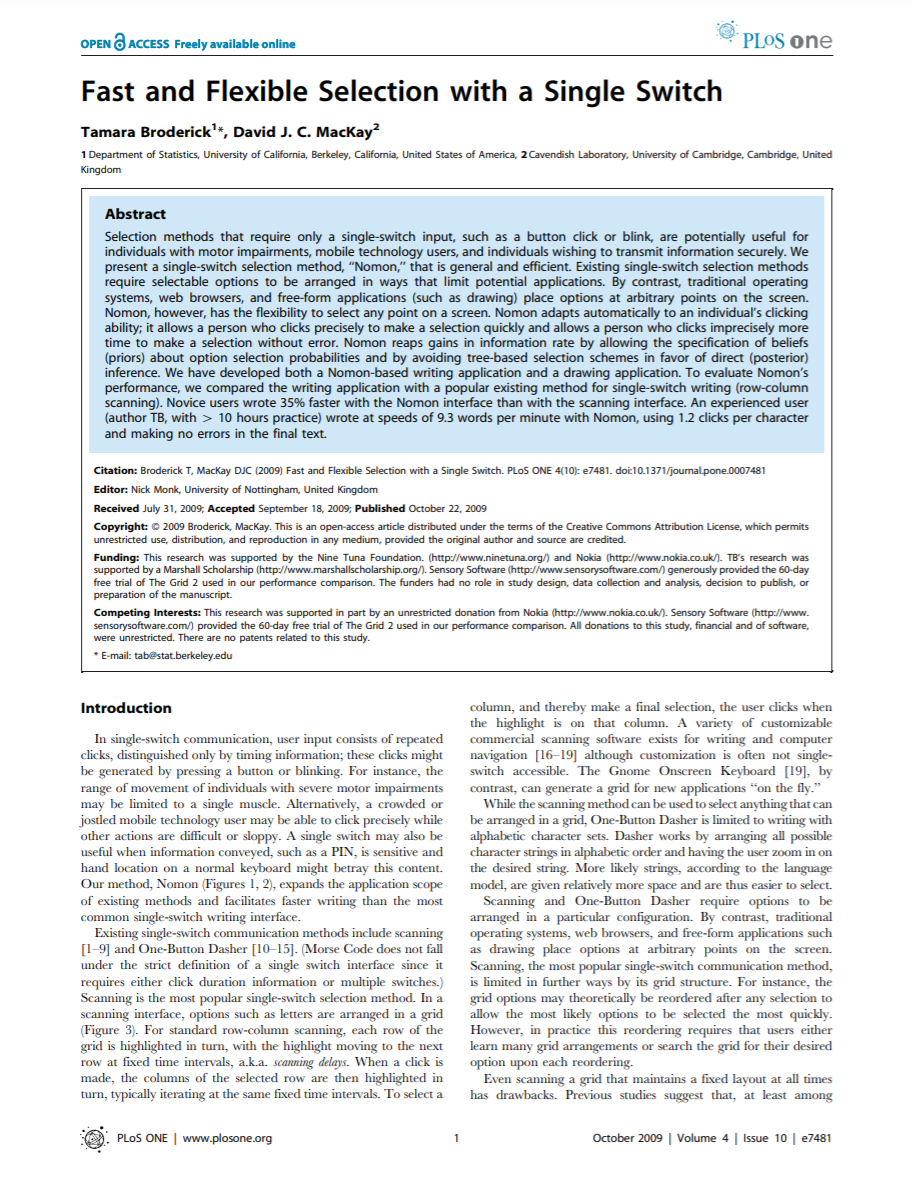 OPEN ACCESS Freely available online
PLoS one
Fast and Flexible Selection with a Single Switch
Tamara Broderick1*, David J. C. MacKay2
1 Department of Statistics, University of California, Berkeley, California, United States of America, 2 Cavendish Laboratory, University of Cambridge, Cambridge, United
Kingdom
Abstract
Selection methods that require only a single-switch input, such as a button click or blink, are potentially useful for
individuals with motor impairments, mobile technology users, and individuals wishing to transmit information securely. We
present a single-switch selection method, “Nomon,” that is general and efficient. Existing single-switch selection methods
require selectable options to be arranged in ways that limit potential applications. By contrast, traditional operating
systems, web browsers, and free-form applications (such as drawing) place options at arbitrary points on the screen.
Nomon, however, has the flexibility to select any point on a screen. Nomon adapts automatically to an individual’s clicking
ability; it allows a person who clicks precisely to make a selection quickly and allows a person who clicks imprecisely more
time to make a selection without error. Nomon reaps gains in information rate by allowing the specification of beliefs
(priors) about option selection probabilities and by avoiding tree-based selection schemes in favor of direct (posterior)
inference. We have developed both a Nomon-based writing application and a drawing application. To evaluate Nomon’s
performance, we compared the writing application with a popular existing method for single-switch writing (row-column
scanning). Novice users wrote 35% faster with the Nomon interface than with the scanning interface. An experienced user
(author TB, with > 10 hours practice) wrote at speeds of 9.3 words per minute with Nomon, using 1.2 clicks per character
and making no errors in the final text.
Citation: Broderick T, MacKay DJC (2009) Fast and Flexible Selection with a Single Switch. PLoS ONE 4(10): e7481. doi:10.1371/journal.pone.0007481
Editor: Nick Monk, University of Nottingham, United Kingdom
Received July 31, 2009; Accepted September 18, 2009; Published October 22, 2009
Copyright: © 2009 Broderick, MacKay. This is an open-access article distributed under the terms of the Creative Commons Attribution License, which permits
unrestricted use, distribution, and reproduction in any medium, provided the original author and source are credited.
Funding: This research was supported by the Nine Tuna Foundation. (http://www.ninetuna.org/) and Nokia (http://www.nokia.co.uk/). TB’s research was
supported by a Marshall Scholarship (http://www.marshallscholarship.org/). Sensory Software (http://www.sensorysoftware.com/) generously provided the 60-day
free trial of The Grid 2 used in our performance comparison. The funders had no role in study design, data collection and analysis, decision to publish, or
preparation of the manuscript.
Competing Interests: This research was supported in part by an unrestricted donation from Nokia (http://www.nokia.co.uk/). Sensory Software (http://www.
sensorysoftware.com/) provided the 60-day free trial of The Grid 2 used in our performance comparison. All donations to this study, financial and of software,
were unrestricted. There are no patents related to this study.
* E-mail: tab@stat.berkeley.edu
Introduction
In single-switch communication, user input consists of repeated
clicks, distinguished only by timing information; these clicks might
be generated by pressing a button or blinking. For instance, the
range of movement of individuals with severe motor impairments
may be limited to a single muscle. Alternatively, a crowded or
jostled mobile technology user may be able to click precisely while
other actions are difficult or sloppy. A single switch may also be
useful when information conveyed, such as a PIN, is sensitive and
hand location on a normal keyboard might betray this content.
Our method, Nomon (Figures 1, 2), expands the application scope
of existing methods and facilitates faster writing than the most
common single-switch writing interface.
Existing single-switch communication methods include scanning
[1–9] and One-Button Dasher [10–15]. (Morse Code does not fall
under the strict definition of a single switch interface since it
requires either click duration information or multiple switches.)
Scanning is the most popular single-switch selection method. In a
scanning interface, options such as letters are arranged in a grid
(Figure 3). For standard row-column scanning, each row of the
grid is highlighted in turn, with the highlight moving to the next
row at fixed time intervals, a.k.a. scanning delays. When a click is
made, the columns of the selected row are then highlighted in
turn, typically iterating at the same fixed time intervals. To select a
column, and thereby make a final selection, the user clicks when
the highlight is on that column. A variety of customizable
commercial scanning software exists for writing and computer
navigation [16–19] although customization is often not single-
switch accessible. The Gnome Onscreen Keyboard [19], by
contrast, can generate a grid for new applications “on the fly.”
While the scanning method can be used to select anything that can
be arranged in a grid, One-Button Dasher is limited to writing with
alphabetic character sets. Dasher works by arranging all possible
character strings in alphabetic order and having the user zoom in on
the desired string. More likely strings, according to the language
model, are given relatively more space and are thus easier to select.
Scanning and One-Button Dasher require options to be
arranged in a particular configuration. By contrast, traditional
operating systems, web browsers, and free-form applications such
as drawing place options at arbitrary points on the screen.
Scanning, the most popular single-switch communication method,
is limited in further ways by its grid structure. For instance, the
grid options may theoretically be reordered after any selection to
allow the most likely options to be selected the most quickly.
However, in practice this reordering requires that users either
learn many grid arrangements or search the grid for their desired
option upon each reordering.
Even scanning a grid that maintains a fixed layout at all times
has drawbacks. Previous studies suggest that, at least among
PLoS ONE | www.plosone.org
1
October 2009 | Volume 4 | Issue 10 | e7481